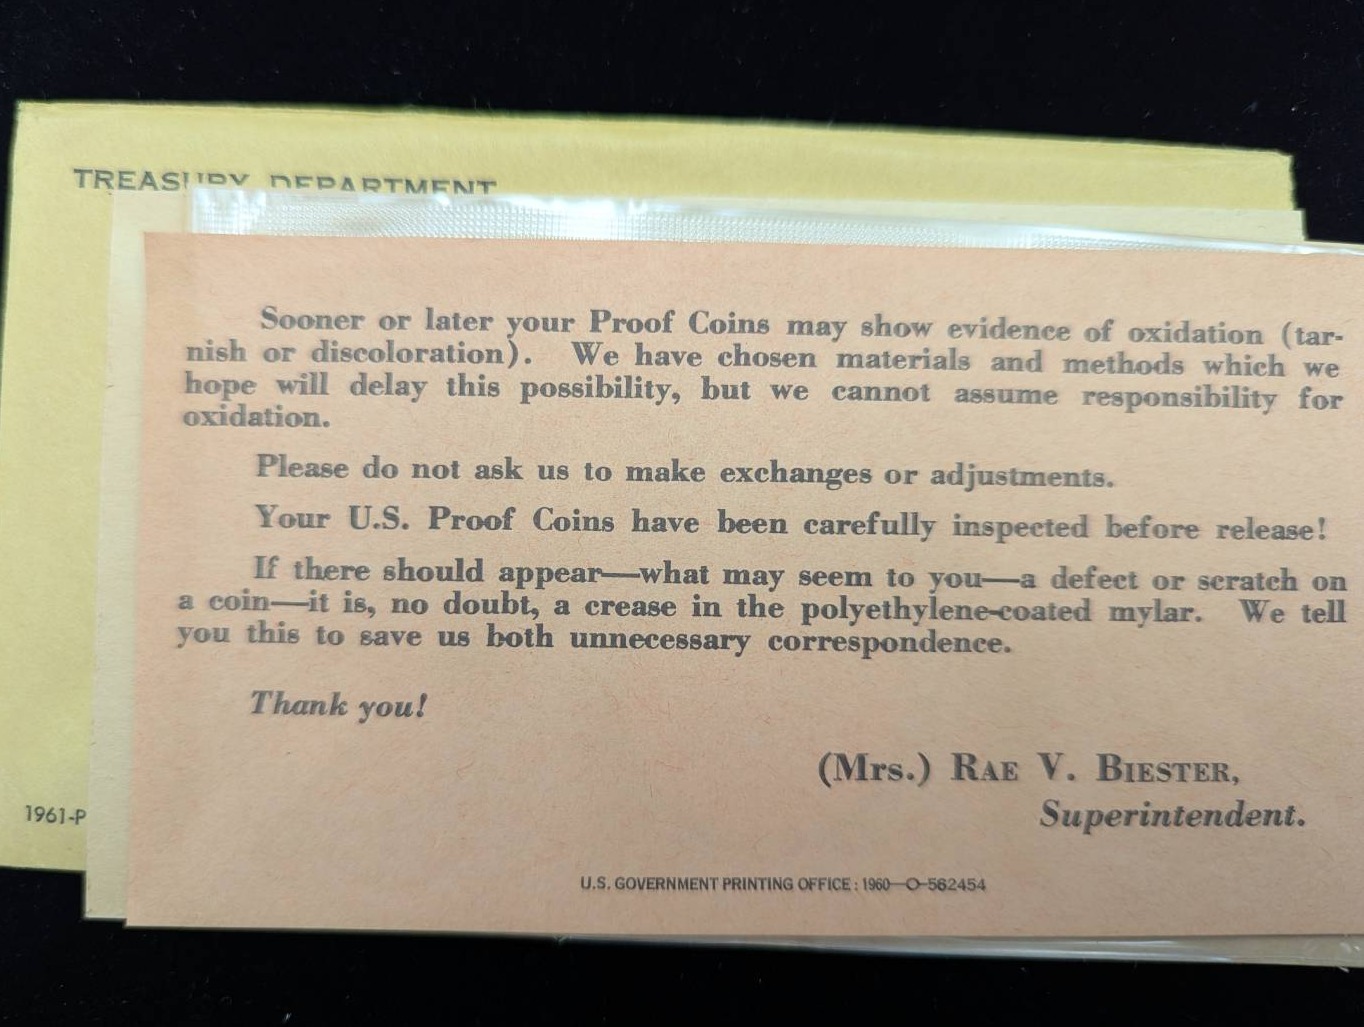 TREASURY DEPARTMENT
Sooner or later your Proof Coins may show evidence of oxidation (tar-
nish or discoloration). We have chosen materials and methods which we
hope will delay this possibility, but we cannot assume responsibility for
oxidation.
Please do not ask us to make exchanges or adjustments.
Your U.S. Proof Coins have been carefully inspected before release!
If there should appear—what may seem to you—a defect or scratch on
a coin—it is, no doubt, a crease in the polyethylene-coated mylar. We tell
you this to save us both unnecessary correspondence.
Thank you!
(Mrs.) RAE V. BIESTER,
Superintendent.
1961-P
U.S. GOVERNMENT PRINTING OFFICE : 1960—O-562454